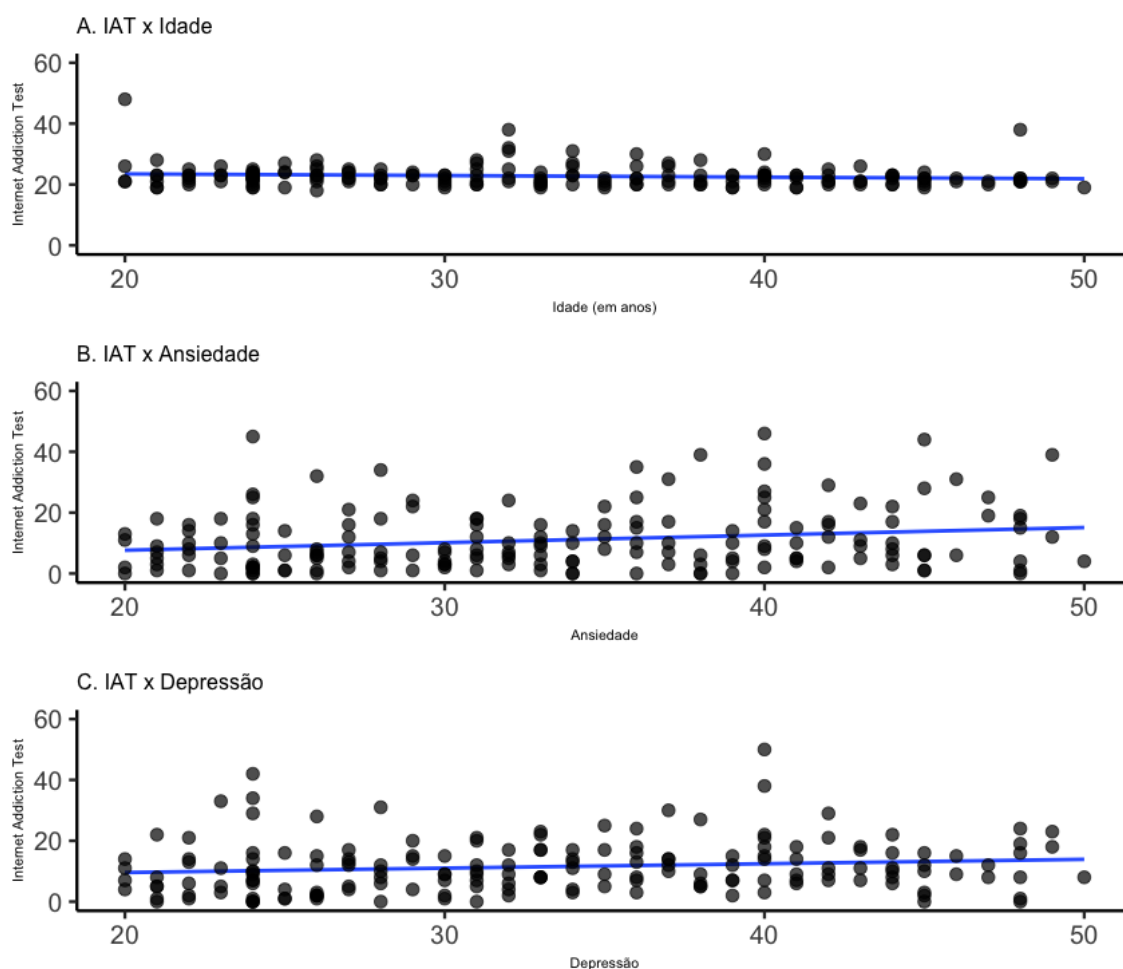 A. IAT x Idade
Internet Addiction Test
60
40
20
0
20 30 40 50
Idade (em anos)
B. IAT x Ansiedade
Internet Addiction Test
60
40
20
0
20 30 40 50
Ansiedade
C. IAT x Depressão
Internet Addiction Test
60
40
20
0
20 30 40 50
Depressão